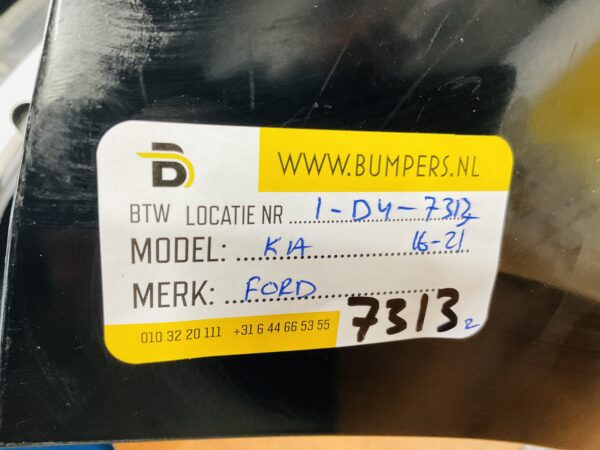 WWW.BUMPERS.NL
BTW LOCATIE NR 1-D4-7313
MODEL: KIA 16-21
MERK: FORD
010 32 20 111 +31 6 44 66 53 55 7313 R